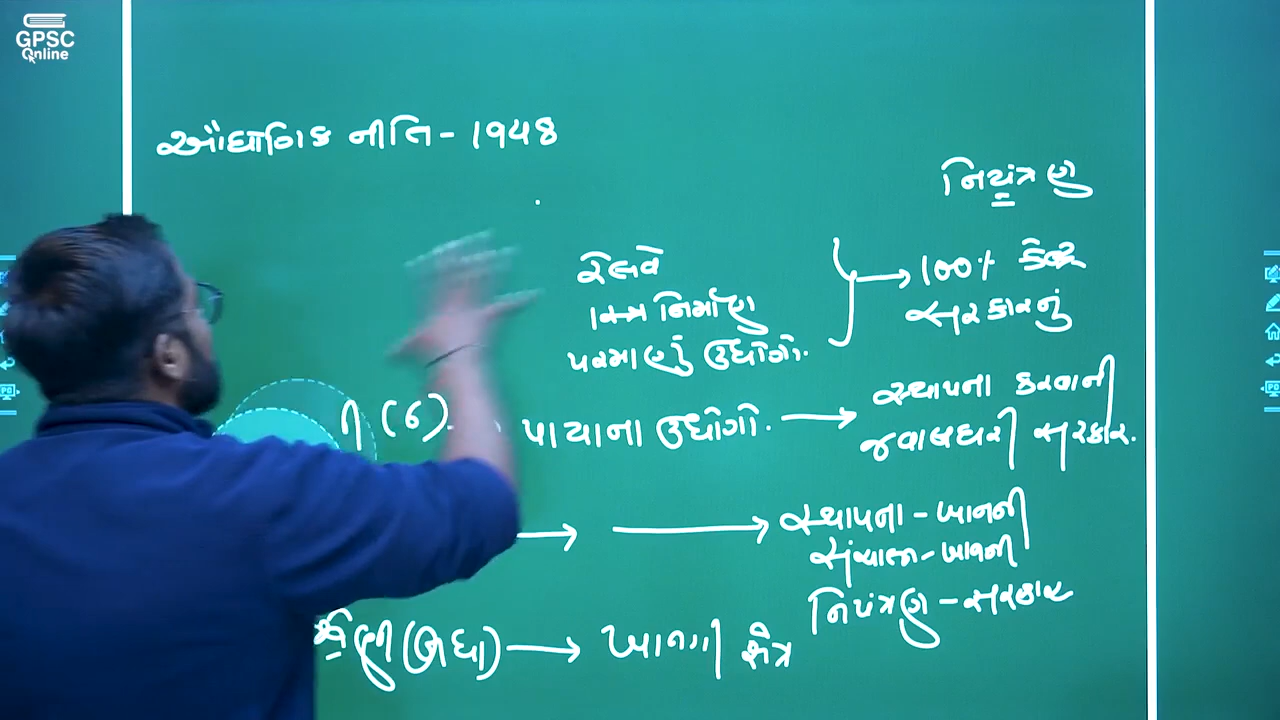 GPSC
Online
ઔદ્યોગિક નીતિ - 1948
નિયંત્રણ
રેલવે
શસ્ત્ર નિર્માણ
પરમાણું ઉદ્યોગો.
100%
સરકારનું
(6). પાયાના ઉદ્યોગો. → સ્થાપના કરવાની
જવાબદારી સરકાર.
→ → સ્થાપના - ખાનગી
સંચાલન - ખાનગી
નિયંત્રણ - સરકાર
(બધા) → ખાનગી ક્ષેત્ર